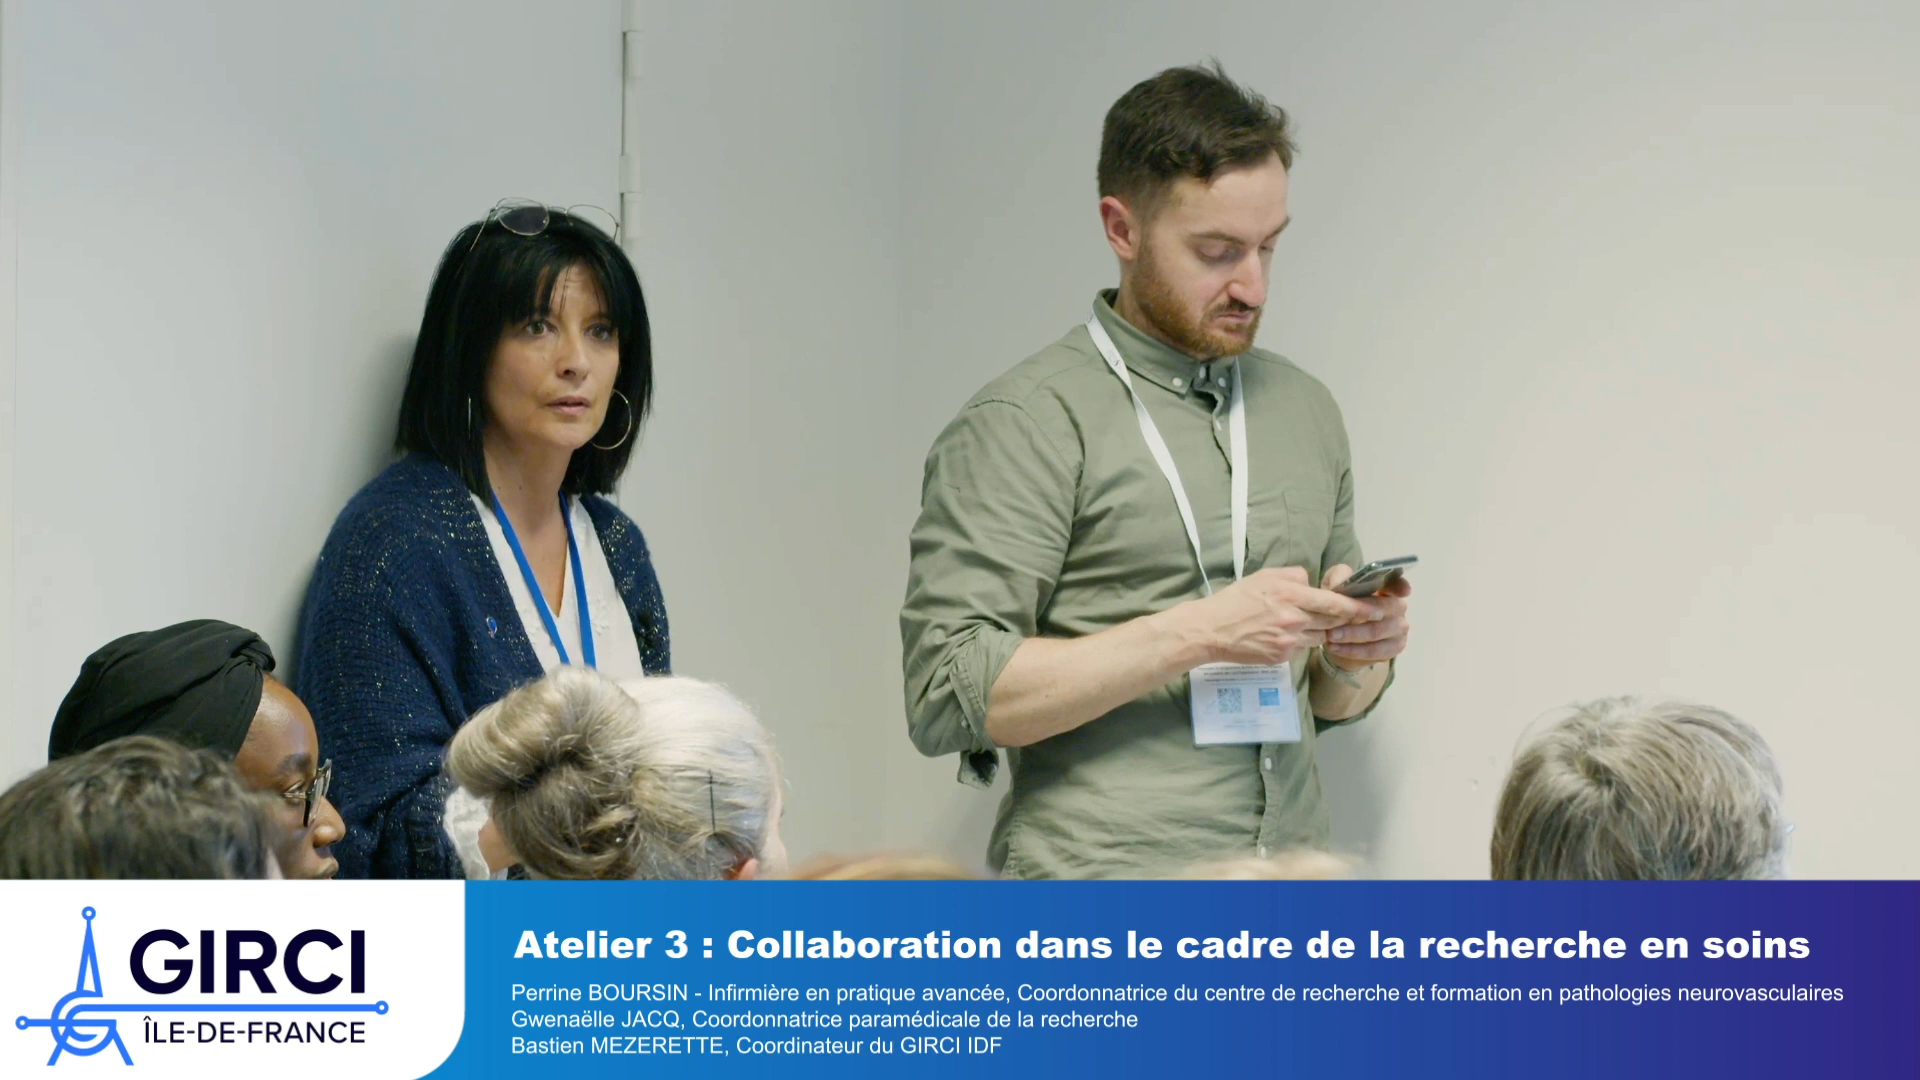 GIRCI
ÎLE-DE-FRANCE
Atelier 3 : Collaboration dans le cadre de la recherche en soins
Perrine BOURSIN - Infirmière en pratique avancée, Coordonnatrice du centre de recherche et formation en pathologies neurovasculaires
Gwenaëlle JACQ, Coordonnatrice paramédicale de la recherche
Bastien MEZERETTE, Coordinateur du GIRCI IDF